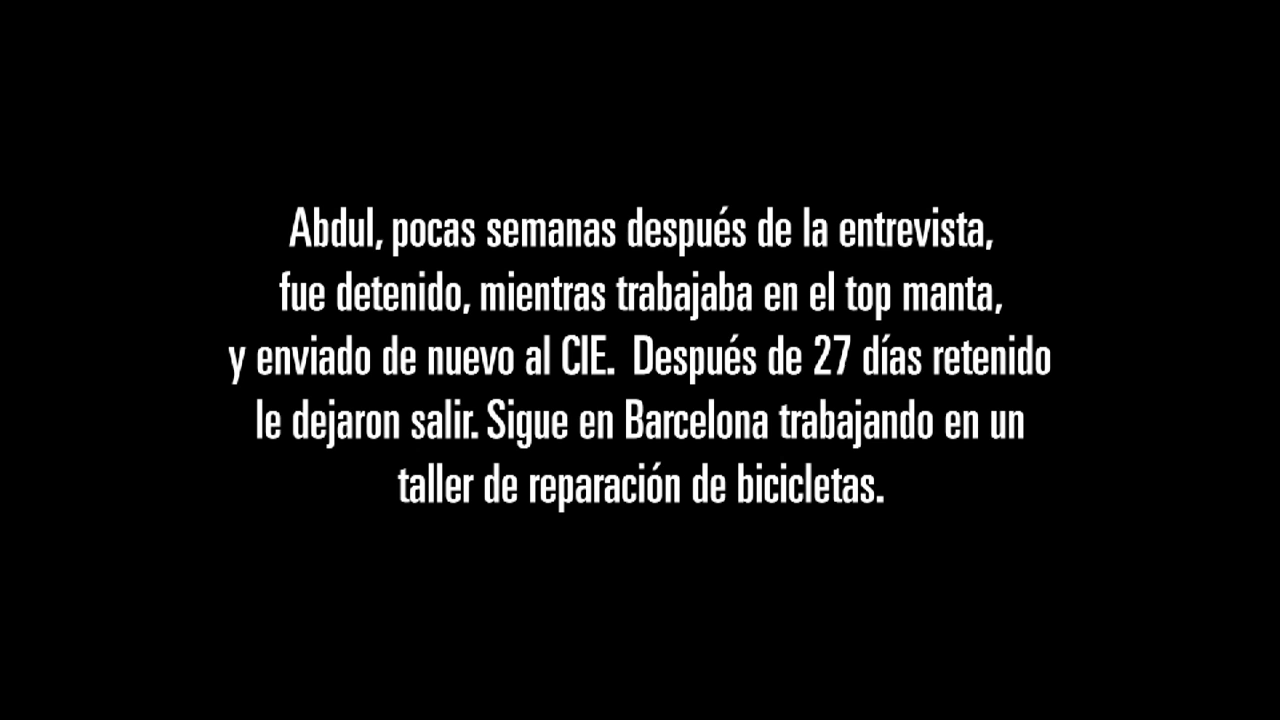 Abdul, pocas semanas después de la entrevista,
fue detenido, mientras trabajaba en el top manta,
y enviado de nuevo al CIE.  Después de 27 días retenido
le dejaron salir. Sigue en Barcelona trabajando en un
taller de reparación de bicicletas.